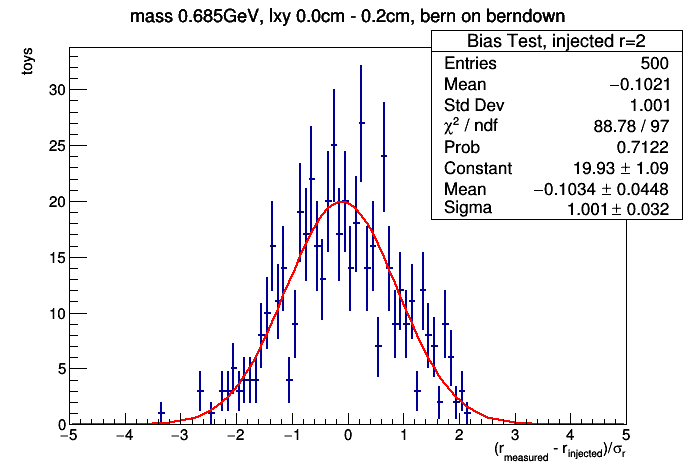 mass 0.685GeV, lxy 0.0cm - 0.2cm, bern on berndown
toys
Bias Test, injected r=2
Entries 500
Mean −0.1021
Std Dev 1.001
χ² / ndf 88.78 / 97
Prob 0.7122
Constant 19.93 ± 1.09
Mean −0.1034 ± 0.0448
Sigma 1.001 ± 0.032
30
25
20
15
10
5
0
−5 −4 −3 −2 −1 0 1 2 3 4 5
(r_measured - r_injected)/σ_r